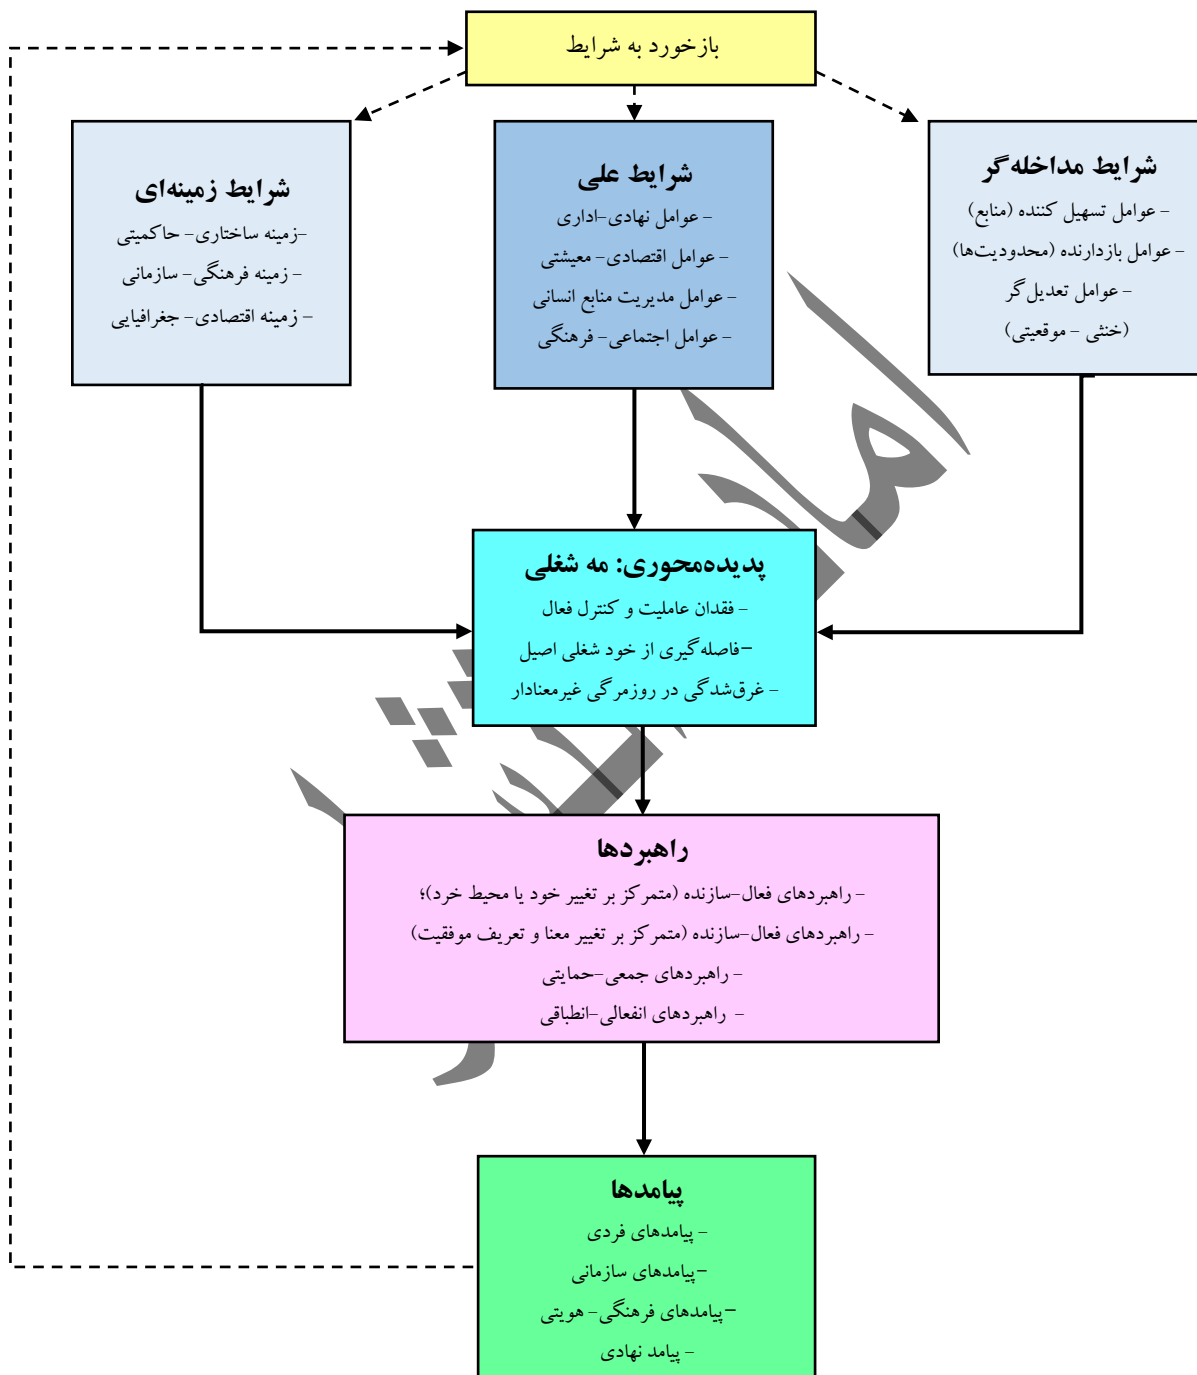 بازخورد به شرایط
شرایط مداخله‌گر
- عوامل تسهیل کننده (منابع)
- عوامل بازدارنده (محدودیت‌ها)
- عوامل تعدیل‌گر
(خنثی - موقعیتی)
شرایط علی
- عوامل نهادی-اداری
- عوامل اقتصادی- معیشتی
- عوامل مدیریت منابع انسانی
- عوامل اجتماعی- فرهنگی
شرایط زمینه‌ای
-زمینه ساختاری- حاکمیتی
- زمینه فرهنگی- سازمانی
- زمینه اقتصادی- جغرافیایی
پدیده‌محوری: مه شغلی
- فقدان عاملیت و کنترل فعال
-فاصله‌گیری از خود شغلی اصیل
- غرق‌شدگی در روزمرگی غیرمعنادار
راهبردها
- راهبردهای فعال-سازنده (متمرکز بر تغییر خود یا محیط خرد)؛
- راهبردهای فعال-سازنده (متمرکز بر تغییر معنا و تعریف موفقیت)
- راهبردهای جمعی-حمایتی
- راهبردهای انفعالی-انطباقی
پیامدها
- پیامدهای فردی
-پیامدهای سازمانی
-پیامدهای فرهنگی- هویتی
- پیامد نهادی